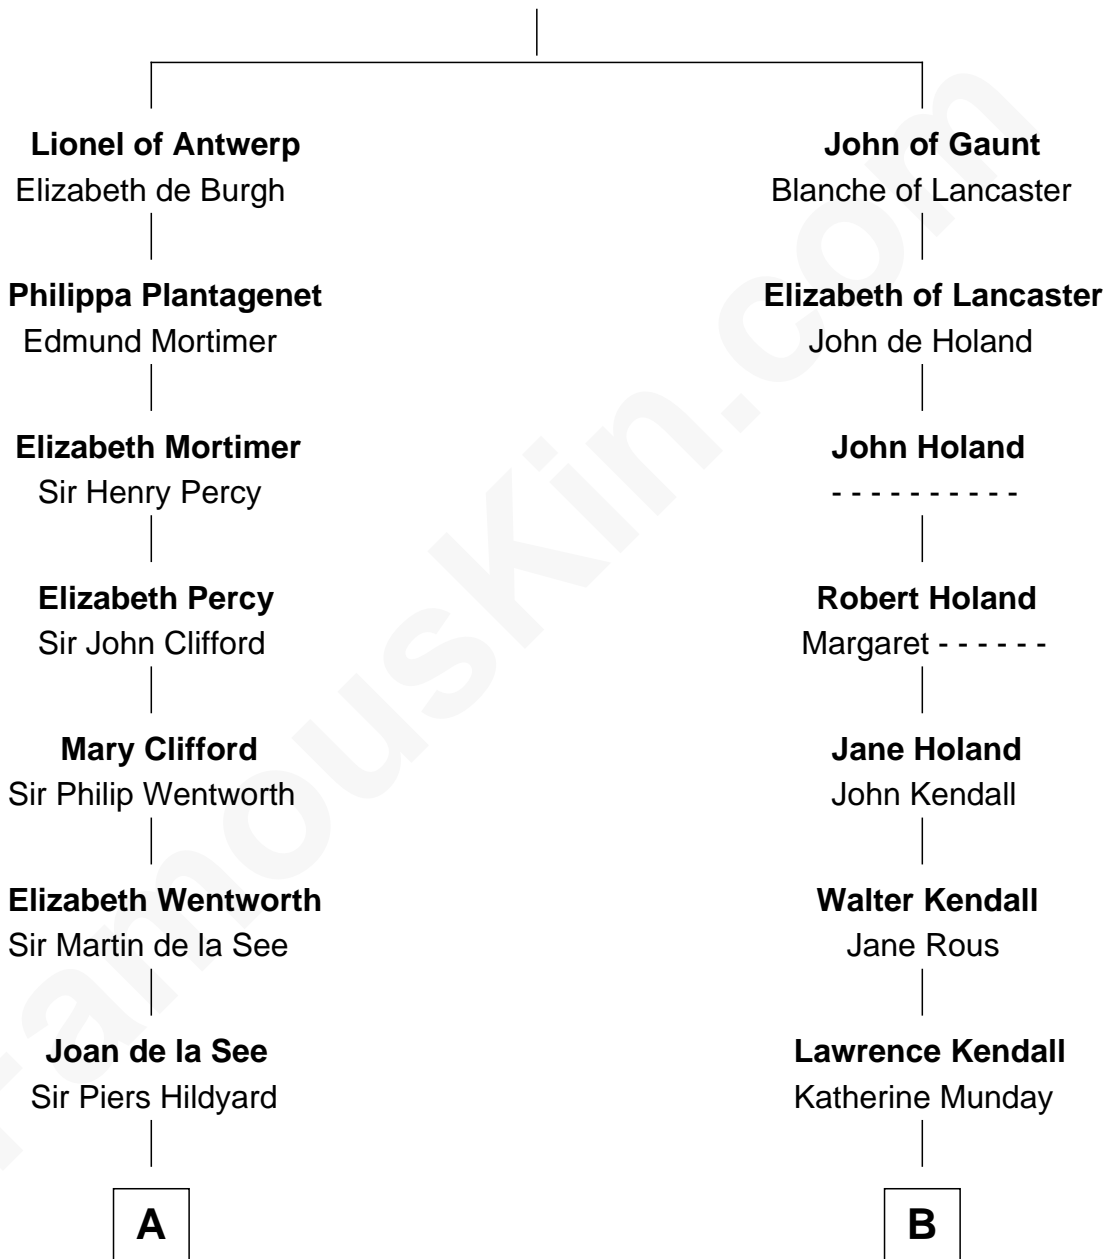 Lionel of Antwerp
Elizabeth de Burgh
Philippa Plantagenet
Edmund Mortimer
Elizabeth Mortimer
Sir Henry Percy
Elizabeth Percy
Sir John Clifford
Mary Clifford
Sir Philip Wentworth
Elizabeth Wentworth
Sir Martin de la See
Joan de la See
Sir Piers Hildyard
A
John of Gaunt
Blanche of Lancaster
Elizabeth of Lancaster
John de Holand
John Holand
- - - - - - - - - -
Robert Holand
Margaret - - - - - -
Jane Holand
John Kendall
Walter Kendall
Jane Rous
Lawrence Kendall
Katherine Munday
B
FamousKin.com